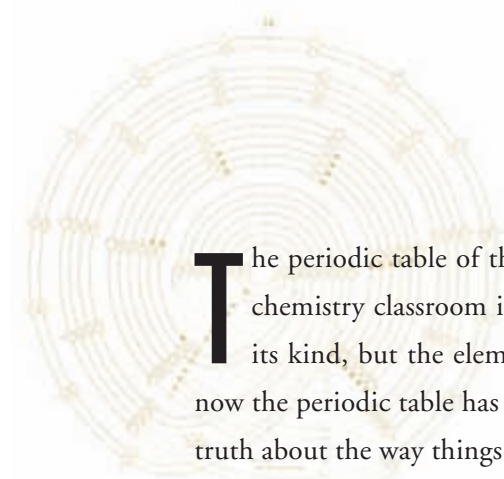 The periodic table of th
chemistry classroom i
its kind, but the elem
now the periodic table has
truth about the way things